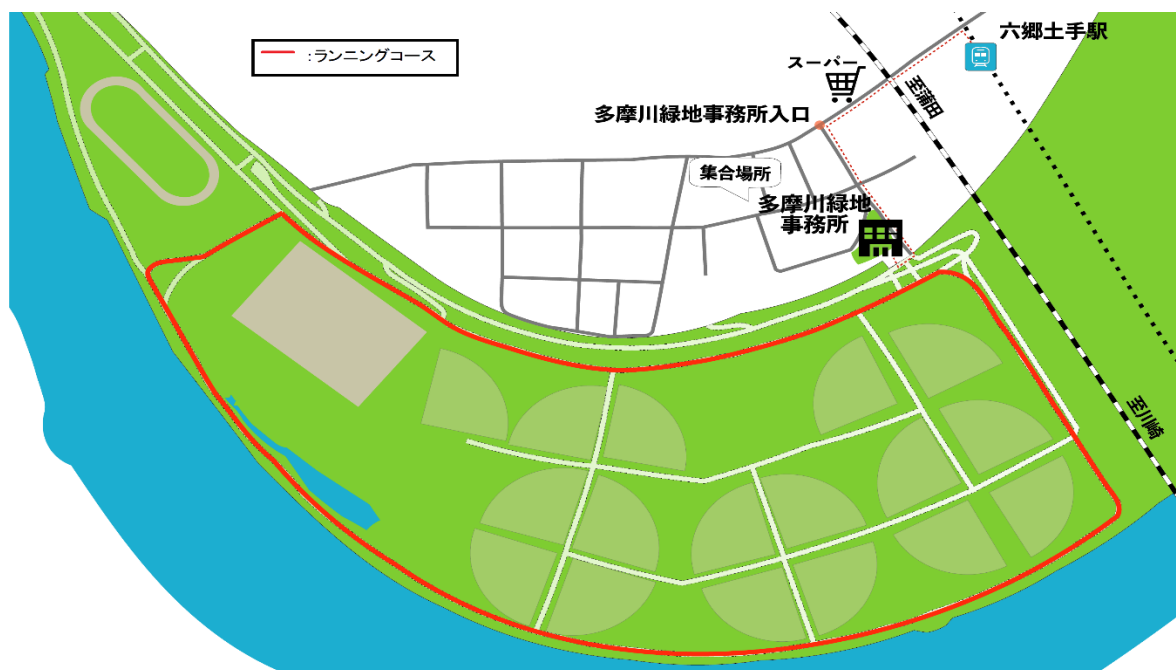 :ランニングコース
六郷土手駅
スーパー
至蒲田
多摩川緑地事務所入口
集合場所
多摩川緑地
事務所
至川崎